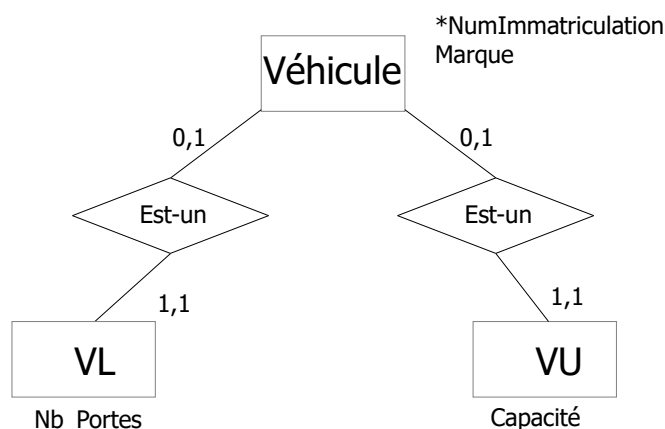 *NumImmatriculation
Marque
Véhicule
0,1
0,1
Est-un
Est-un
1,1
1,1
VL
VU
Nb Portes
Capacité